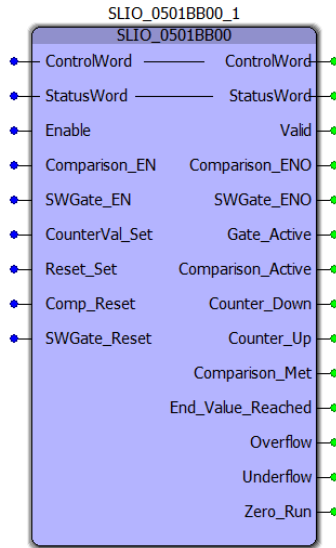 SLIO_0501BB00_1
SLIO_0501BB00
ControlWord ControlWord
StatusWord StatusWord
Enable Valid
Comparison_EN Comparison_ENO
SWGate_EN SWGate_ENO
CounterVal_Set Gate_Active
Reset_Set Comparison_Active
Comp_Reset Counter_Down
SWGate_Reset Counter_Up
Comparison_Met
End_Value_Reached
Overflow
Underflow
Zero_Run